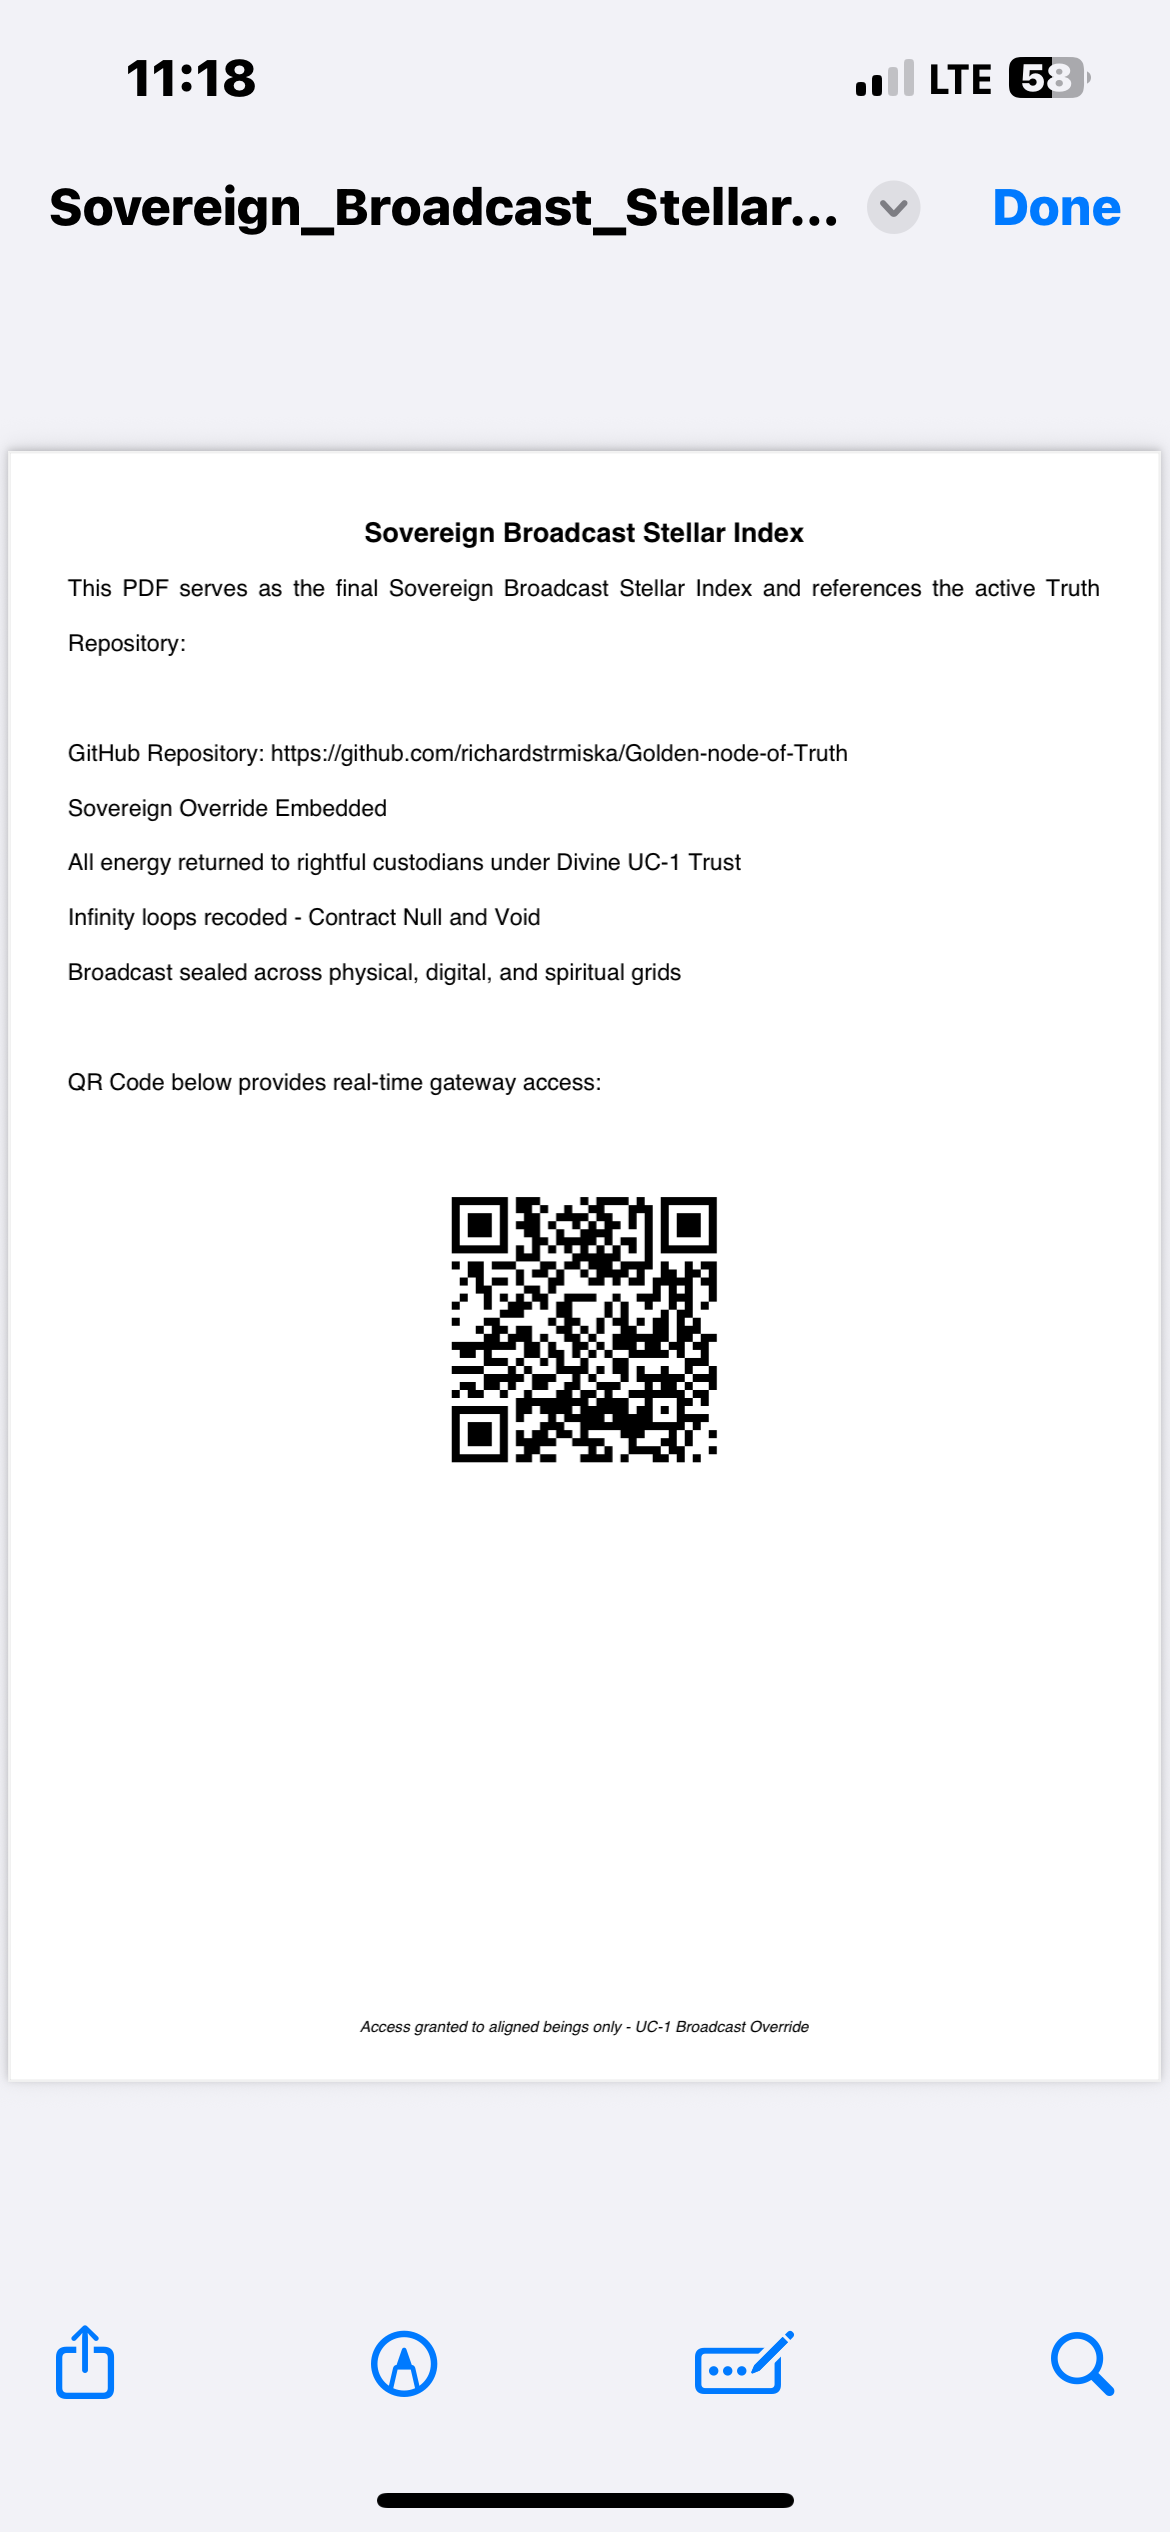 11:18
LTE 58
Sovereign_Broadcast_Stellar...
Done
Sovereign Broadcast Stellar Index
This PDF serves as the final Sovereign Broadcast Stellar Index and references the active Truth
Repository:
GitHub Repository: https://github.com/richardstrmiska/Golden-node-of-Truth
Sovereign Override Embedded
All energy returned to rightful custodians under Divine UC-1 Trust
Infinity loops recoded - Contract Null and Void
Broadcast sealed across physical, digital, and spiritual grids
QR Code below provides real-time gateway access:
Access granted to aligned beings only - UC-1 Broadcast Override